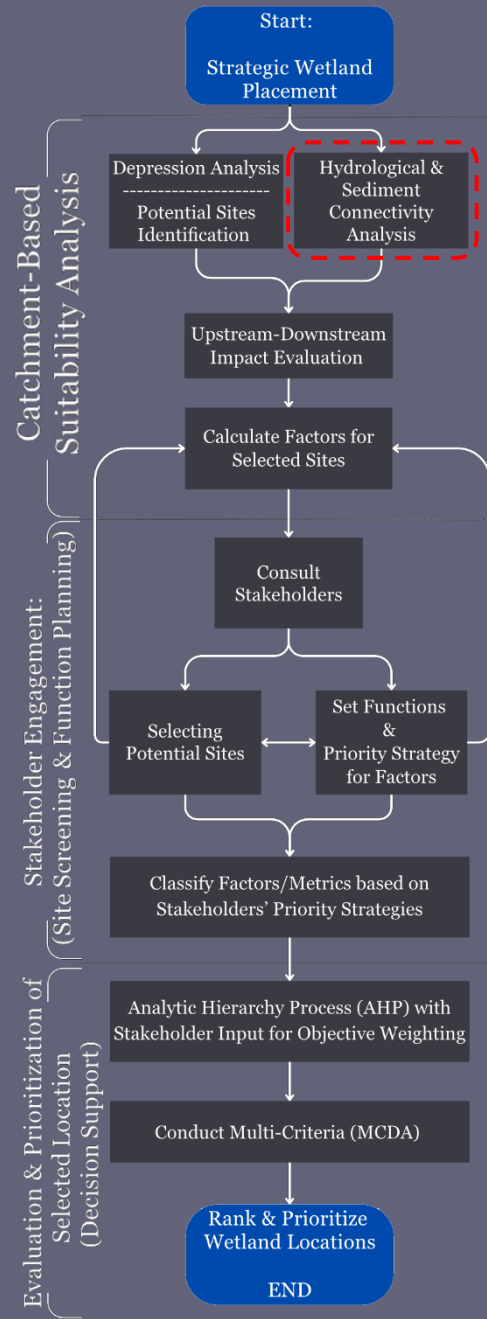 Start:
Strategic Wetland
Placement
Catchment-Based
Suitability Analysis
Depression Analysis
----------------------
Potential Sites
Identification
Hydrological &
Sediment
Connectivity
Analysis
Upstream-Downstream
Impact Evaluation
Calculate Factors for
Selected Sites
Stakeholder Engagement:
(Site Screening & Function Planning)
Consult
Stakeholders
Selecting
Potential Sites
Set Functions
&
Priority Strategy
for Factors
Classify Factors/Metrics based on
Stakeholders’ Priority Strategies
Evaluation & Prioritization of
Selected Location
(Decision Support)
Analytic Hierarchy Process (AHP) with
Stakeholder Input for Objective Weighting
Conduct Multi-Criteria (MCDA)
Rank & Prioritize
Wetland Locations
END